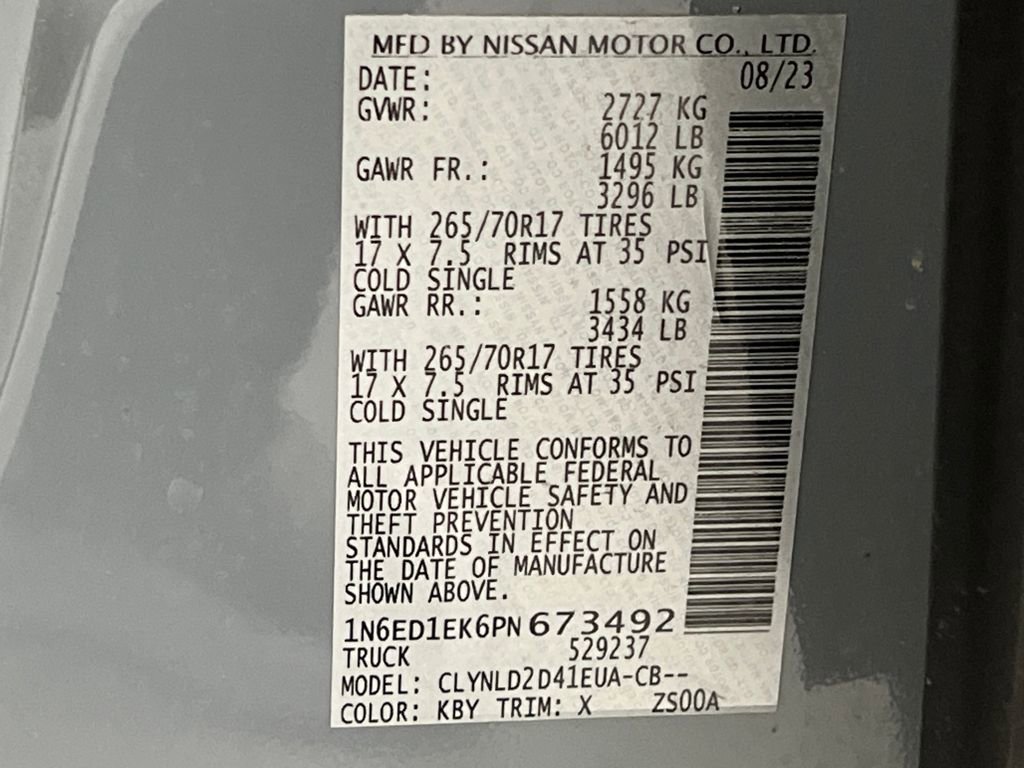 MFD BY NISSAN MOTOR CO., LTD.
DATE: 08/23
GVWR: 2727 KG
6012 LB
GAWR FR.: 1495 KG
3296 LB
WITH 265/70R17 TIRES
17 X 7.5 RIMS AT 35 PSI
COLD SINGLE
GAWR RR.: 1558 KG
3434 LB
WITH 265/70R17 TIRES
17 X 7.5 RIMS AT 35 PSI
COLD SINGLE
THIS VEHICLE CONFORMS TO
ALL APPLICABLE FEDERAL
MOTOR VEHICLE SAFETY AND
THEFT PREVENTION
STANDARDS IN EFFECT ON
THE DATE OF MANUFACTURE
SHOWN ABOVE.
1N6ED1EK6PN673492
TRUCK 529237
MODEL: CLYNLD2D41EUA-CB--
COLOR: KBY TRIM: X ZS00A